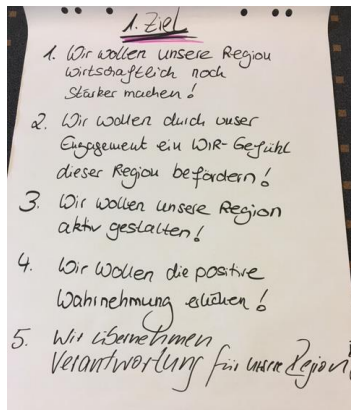 1. Ziel
1. Wir wollen unsere Region
wirtschaftlich noch
stärker machen!
2. Wir wollen durch unser
Engagement ein WIR-Gefühl
dieser Region befördern!
3. Wir wollen unsere Region
aktiv gestalten!
4. Wir wollen die positive
Wahrnehmung erhöhen!
5. Wir übernehmen
Verantwortung für unsere Region!